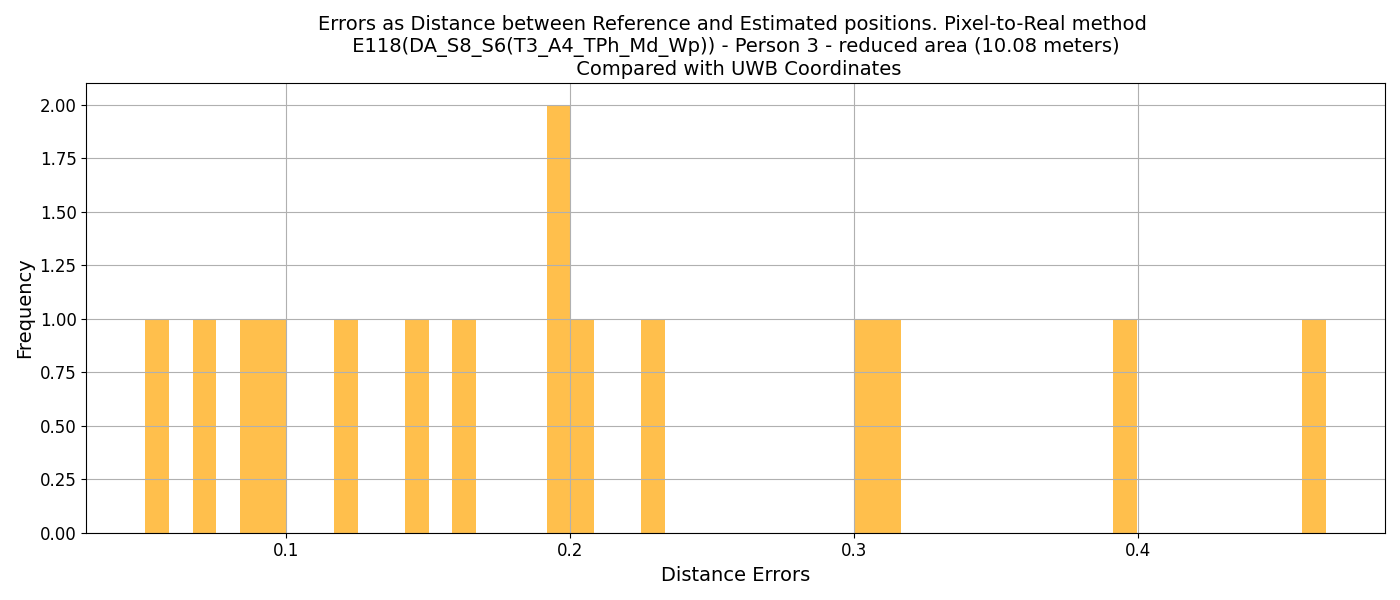 Errors as Distance between Reference and Estimated positions. Pixel-to-Real method
E118(DA_S8_S6(T3_A4_TPh_Md_Wp)) - Person 3 - reduced area (10.08 meters)
Compared with UWB Coordinates
Frequency
2.00
1.75
1.50
1.25
1.00
0.75
0.50
0.25
0.00
0.1
0.2
0.3
0.4
Distance Errors